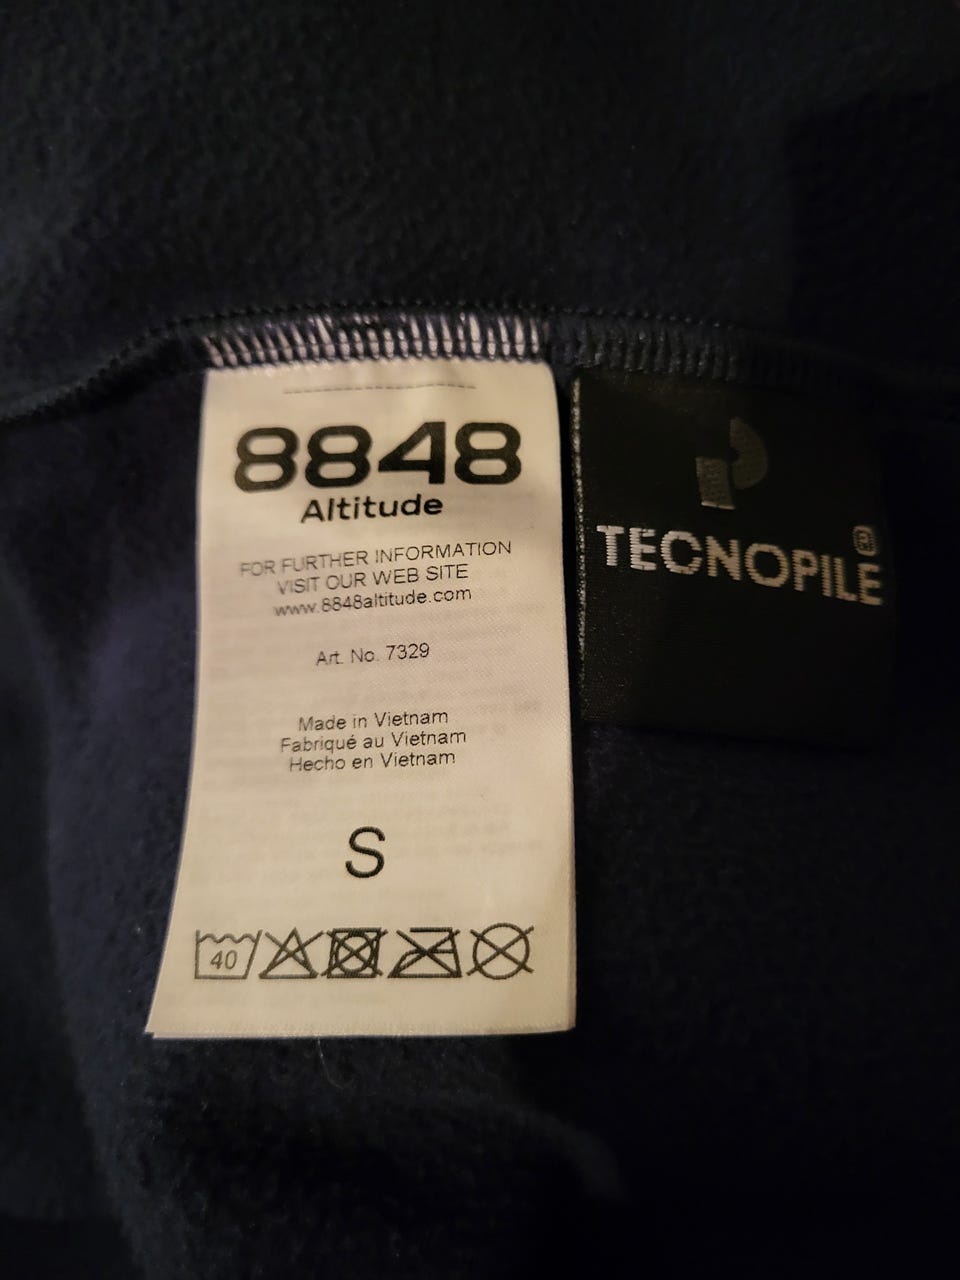 8848
Altitude
FOR FURTHER INFORMATION
VISIT OUR WEB SITE
www.8848altitude.com
Art. No. 7329
Made in Vietnam
Fabriqué au Vietnam
Hecho en Vietnam
S
40
TECNOPILE®